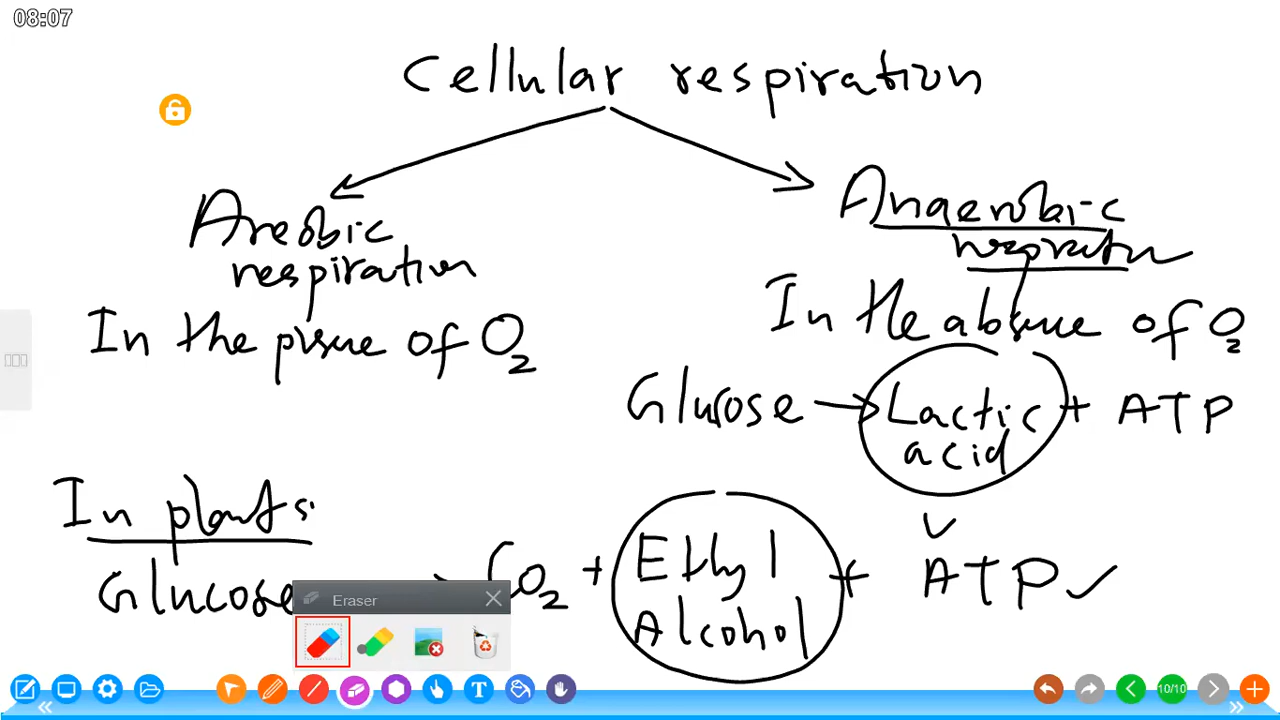 08:07
Cellular respiration
Areobic
respiration
In the presence of O2
Anaerobic
respiration
In the absence of O2
Glucose → Lactic acid + ATP
In plants
Glucose → CO2 + Ethyl Alcohol + ATP ✓
Eraser
10/10